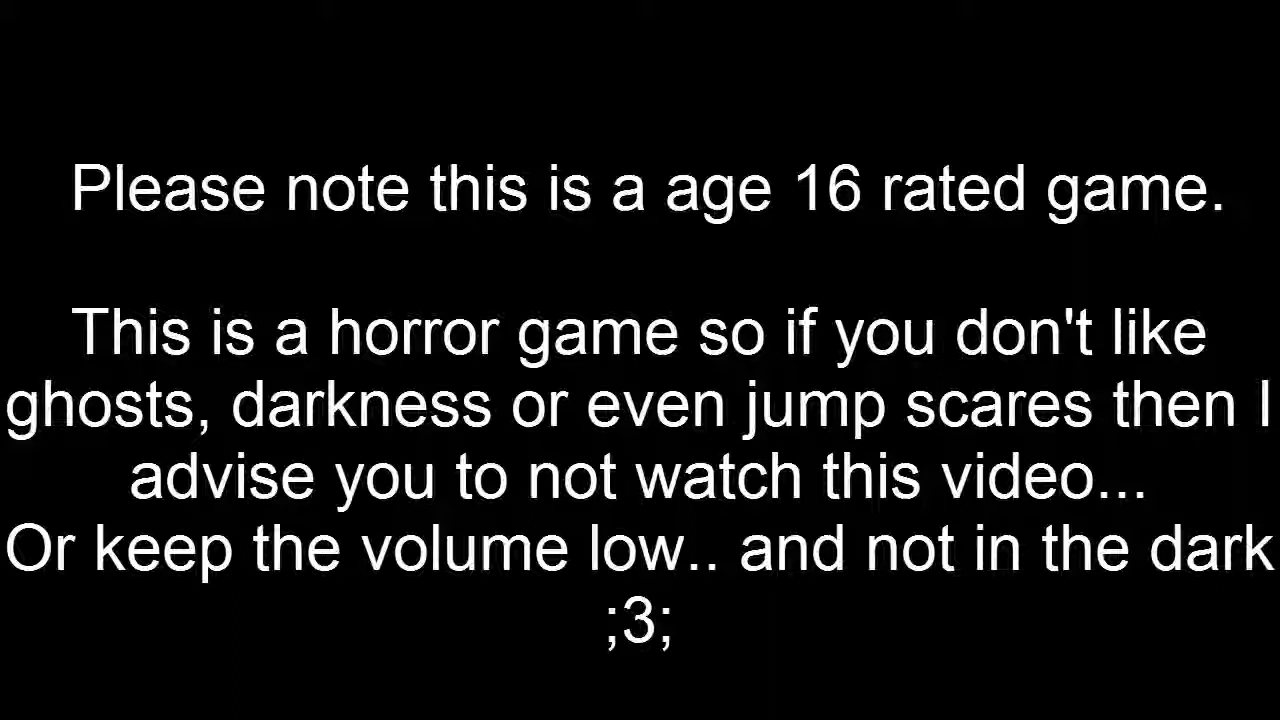 Please note this is a age 16 rated game.
This is a horror game so if you don't like
ghosts, darkness or even jump scares then I
advise you to not watch this video...
Or keep the volume low.. and not in the dark
;3;